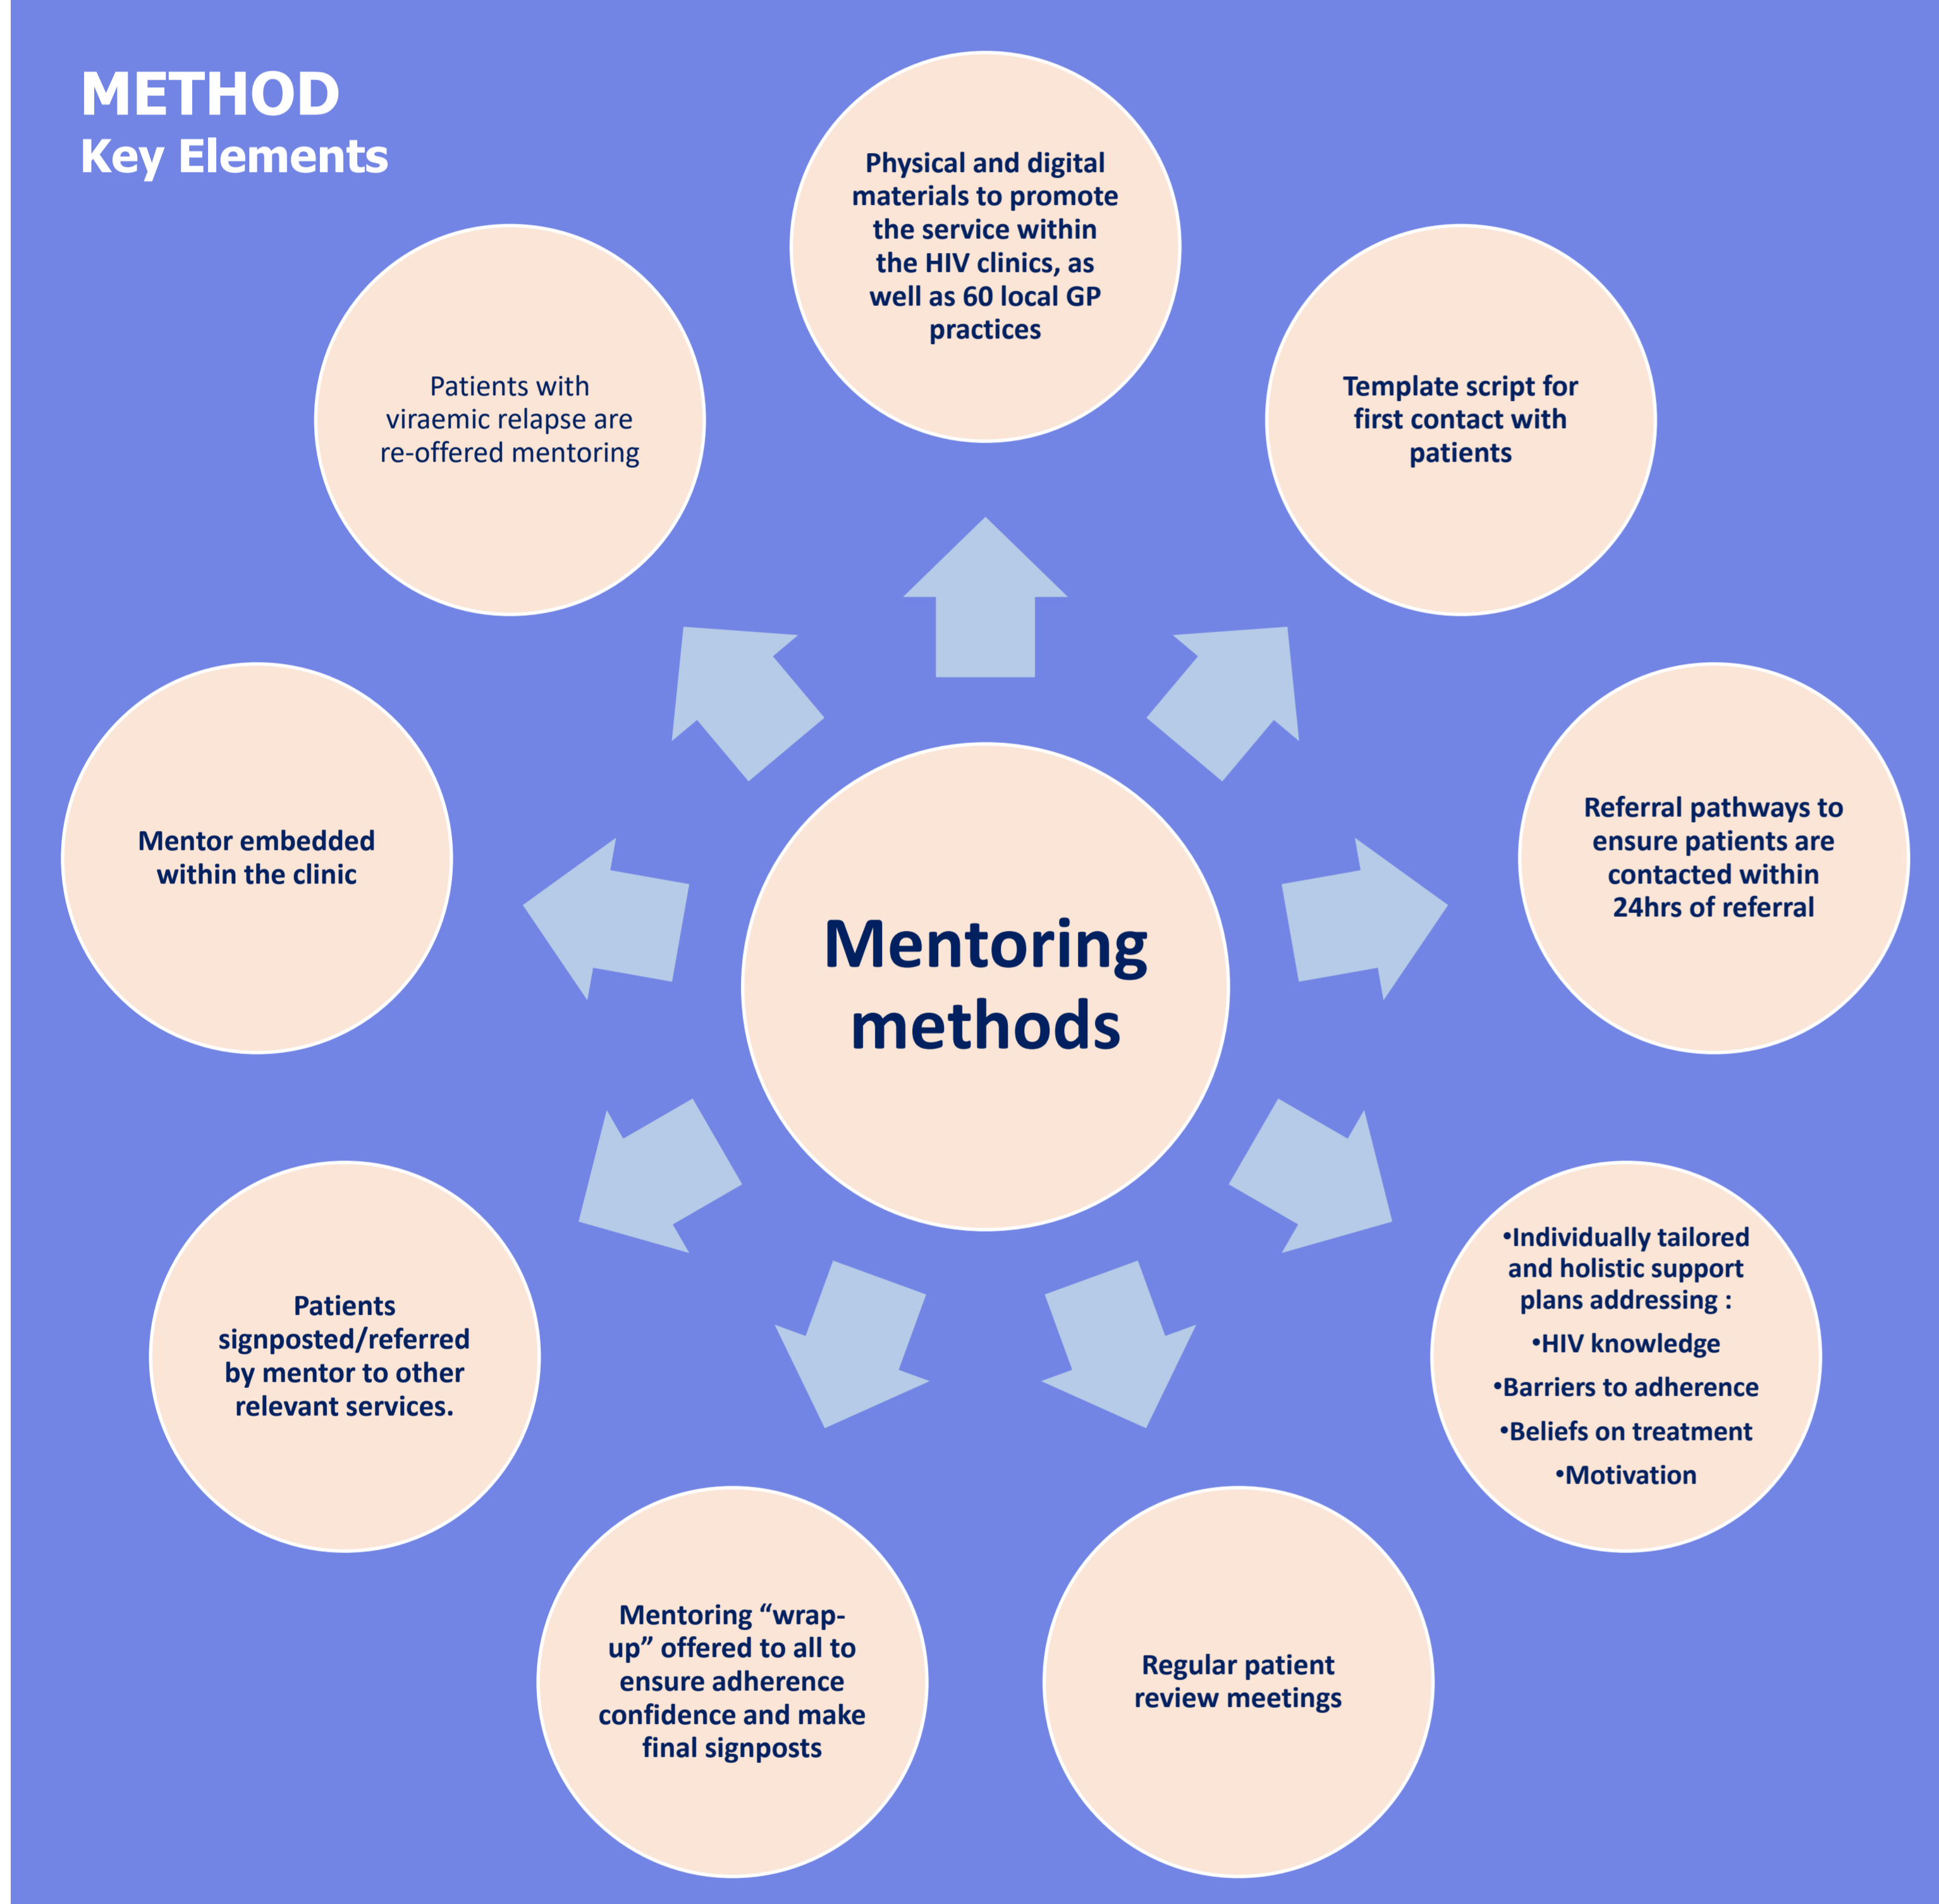 METHOD
Key Elements
Physical and digital
materials to promote
the service within
the HIV clinics, as
well as 60 local GP
practices
Template script for
first contact with
patients
Referral pathways to
ensure patients are
contacted within
24hrs of referral
•Individually tailored
and holistic support
plans addressing :
•HIV knowledge
•Barriers to adherence
•Beliefs on treatment
•Motivation
Regular patient
review meetings
Mentoring “wrap-
up” offered to all to
ensure adherence
confidence and make
final signposts
Patients
signposted/referred
by mentor to other
relevant services.
Mentor embedded
within the clinic
Patients with
viraemic relapse are
re-offered mentoring
Mentoring
methods